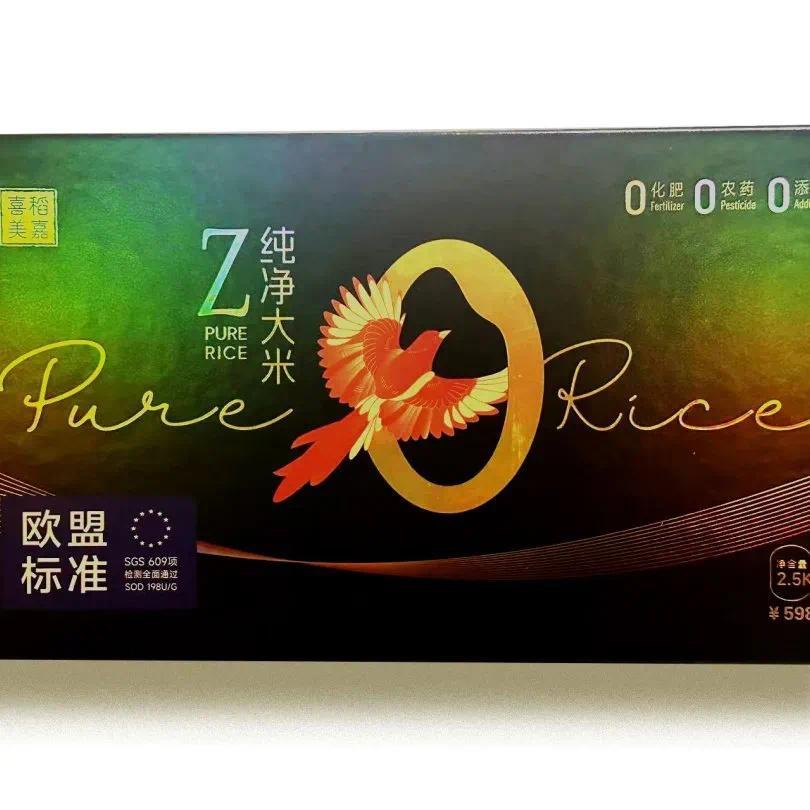 喜稻
美嘉
0 化肥 Fertilizer 0 农药 Pesticide 0 添
Z PURE RICE
纯净大米
Pure Rice
欧盟标准
SGS 609项
检测全面通过
SOD 198U/G
净含量
2.5K
¥598